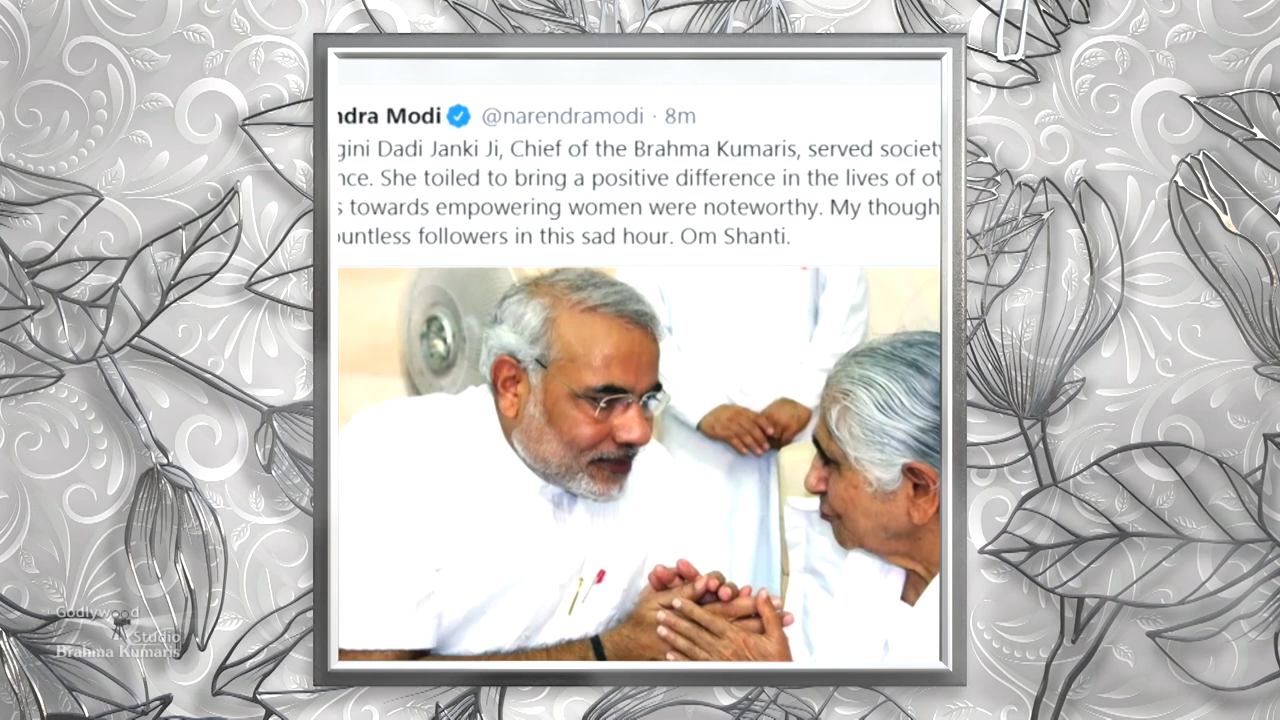 ndra Modi @narendramodi · 8m
gini Dadi Janki Ji, Chief of the Brahma Kumaris, served society
nce. She toiled to bring a positive difference in the lives of ot
s towards empowering women were noteworthy. My though
ountless followers in this sad hour. Om Shanti.
Godlywood
Studio
Brahma Kumaris